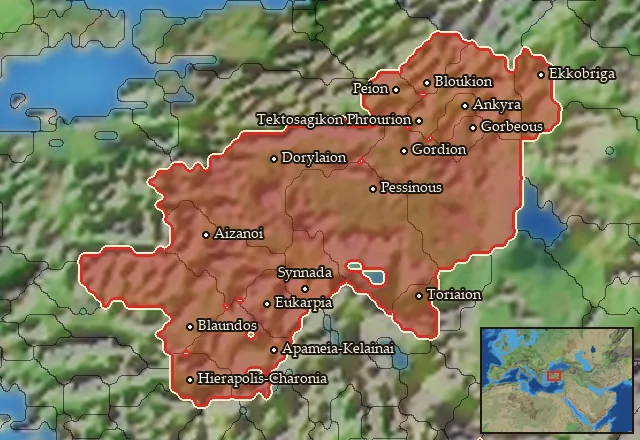 Ekkobriga
Bloukion
Peion
Ankyra
Tektosagikon Phrourion
Gorbeous
Gordion
Dorylaion
Pessinous
Aizanoi
Synnada
Toriaion
Eukarpia
Blaundos
Apameia-Kelainai
Hierapolis-Charonia